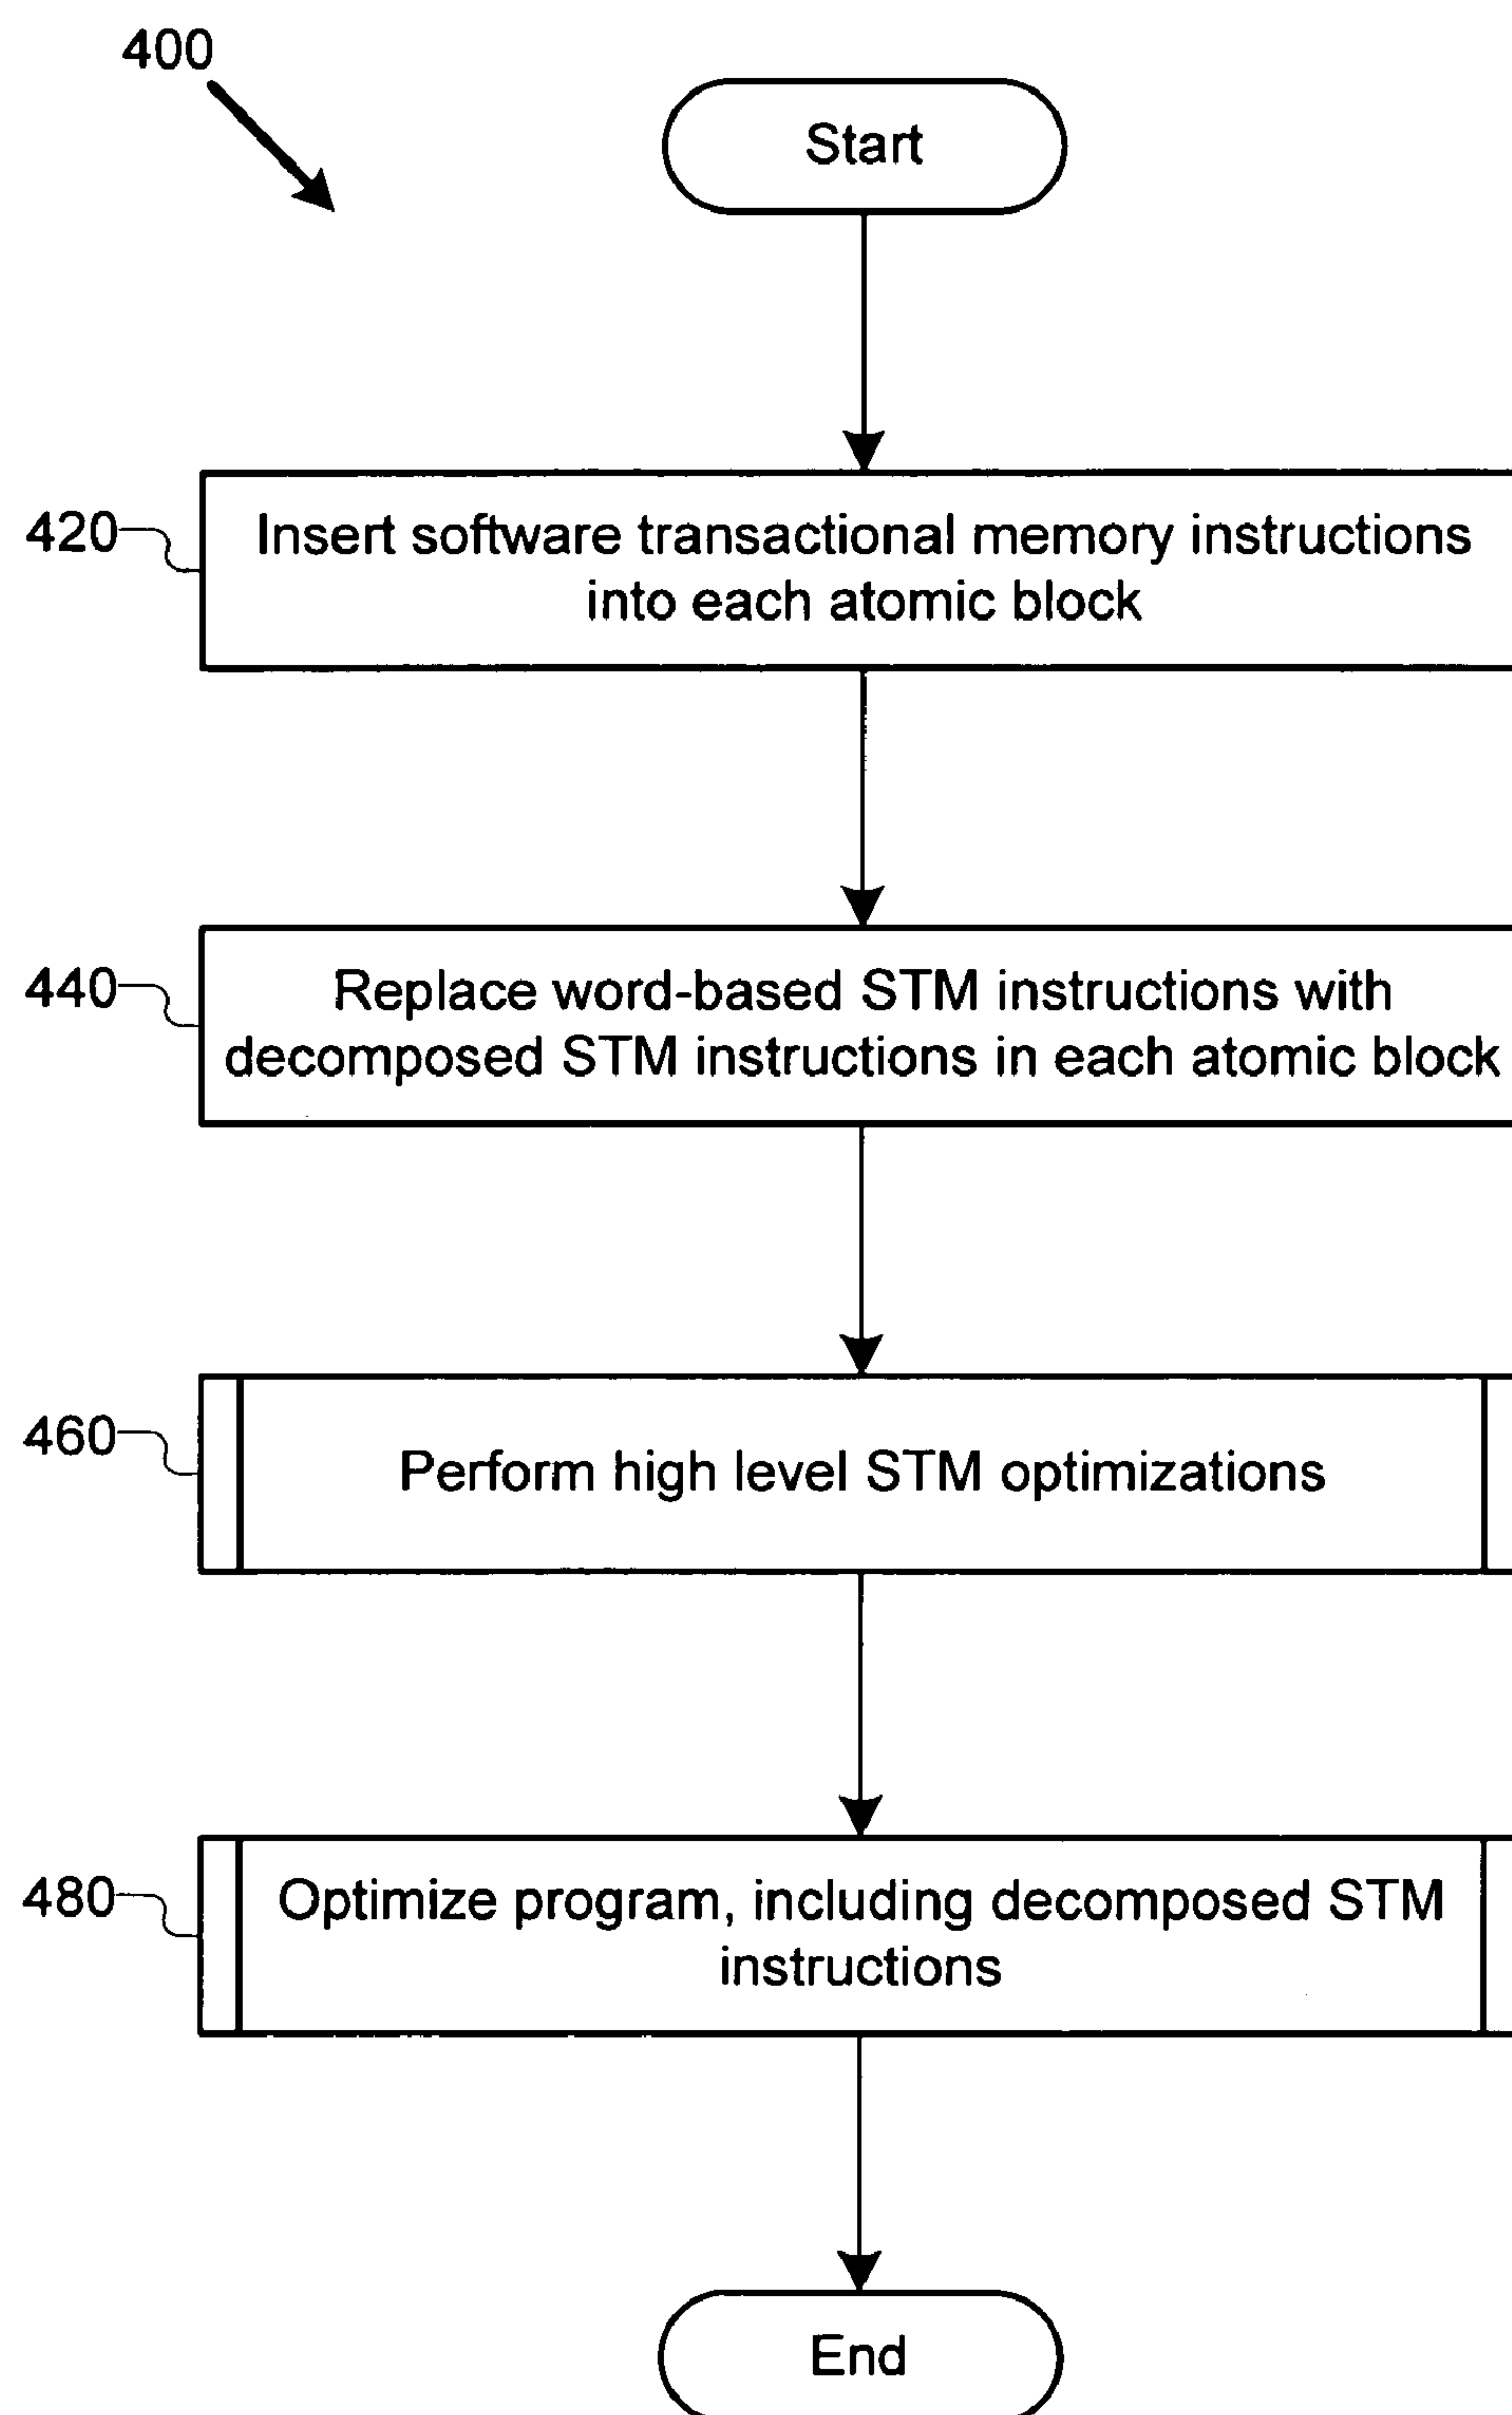 400
Start
420
Insert software transactional memory instructions
into each atomic block
440
Replace word-based STM instructions with
decomposed STM instructions in each atomic block
460
Perform high level STM optimizations
480
Optimize program, including decomposed STM
instructions
End